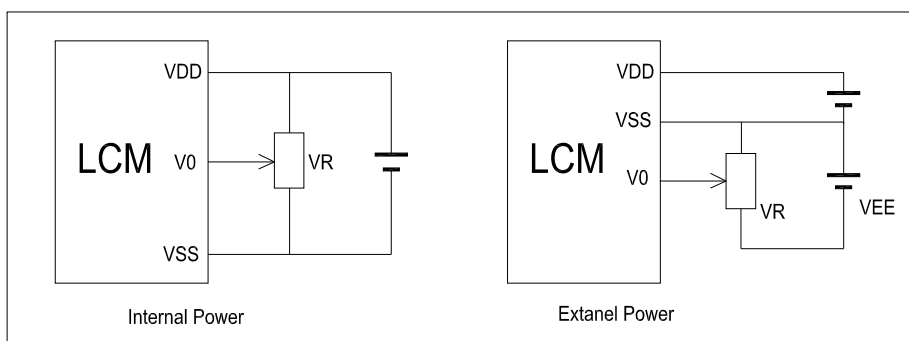 VDD
LCM
V0
VR
VSS
Internal Power
VDD
VSS
LCM
V0
VR
VEE
Extanel Power